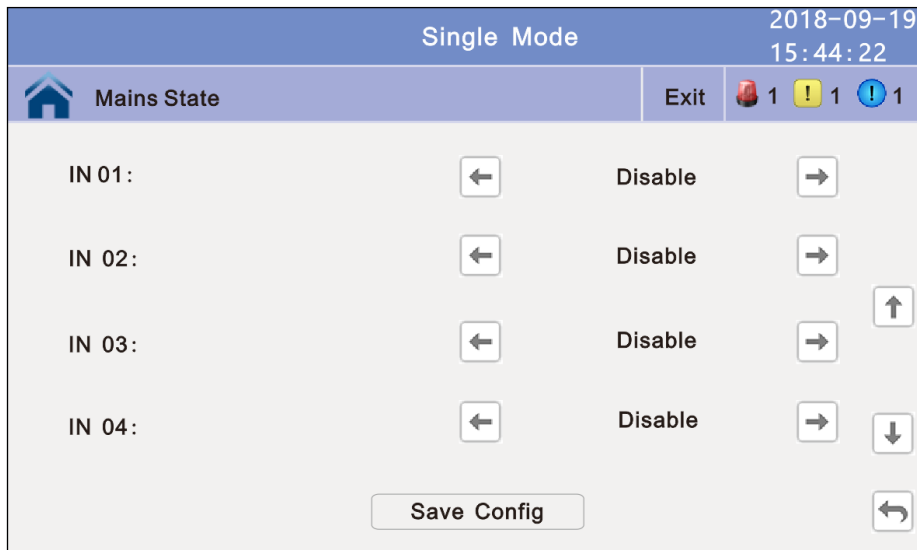 Single Mode
2018-09-19
15:44:22
Mains State Exit 1 ! 1 ! 1
IN 01: Disable
IN 02: Disable
IN 03: Disable
IN 04: Disable
Save Config